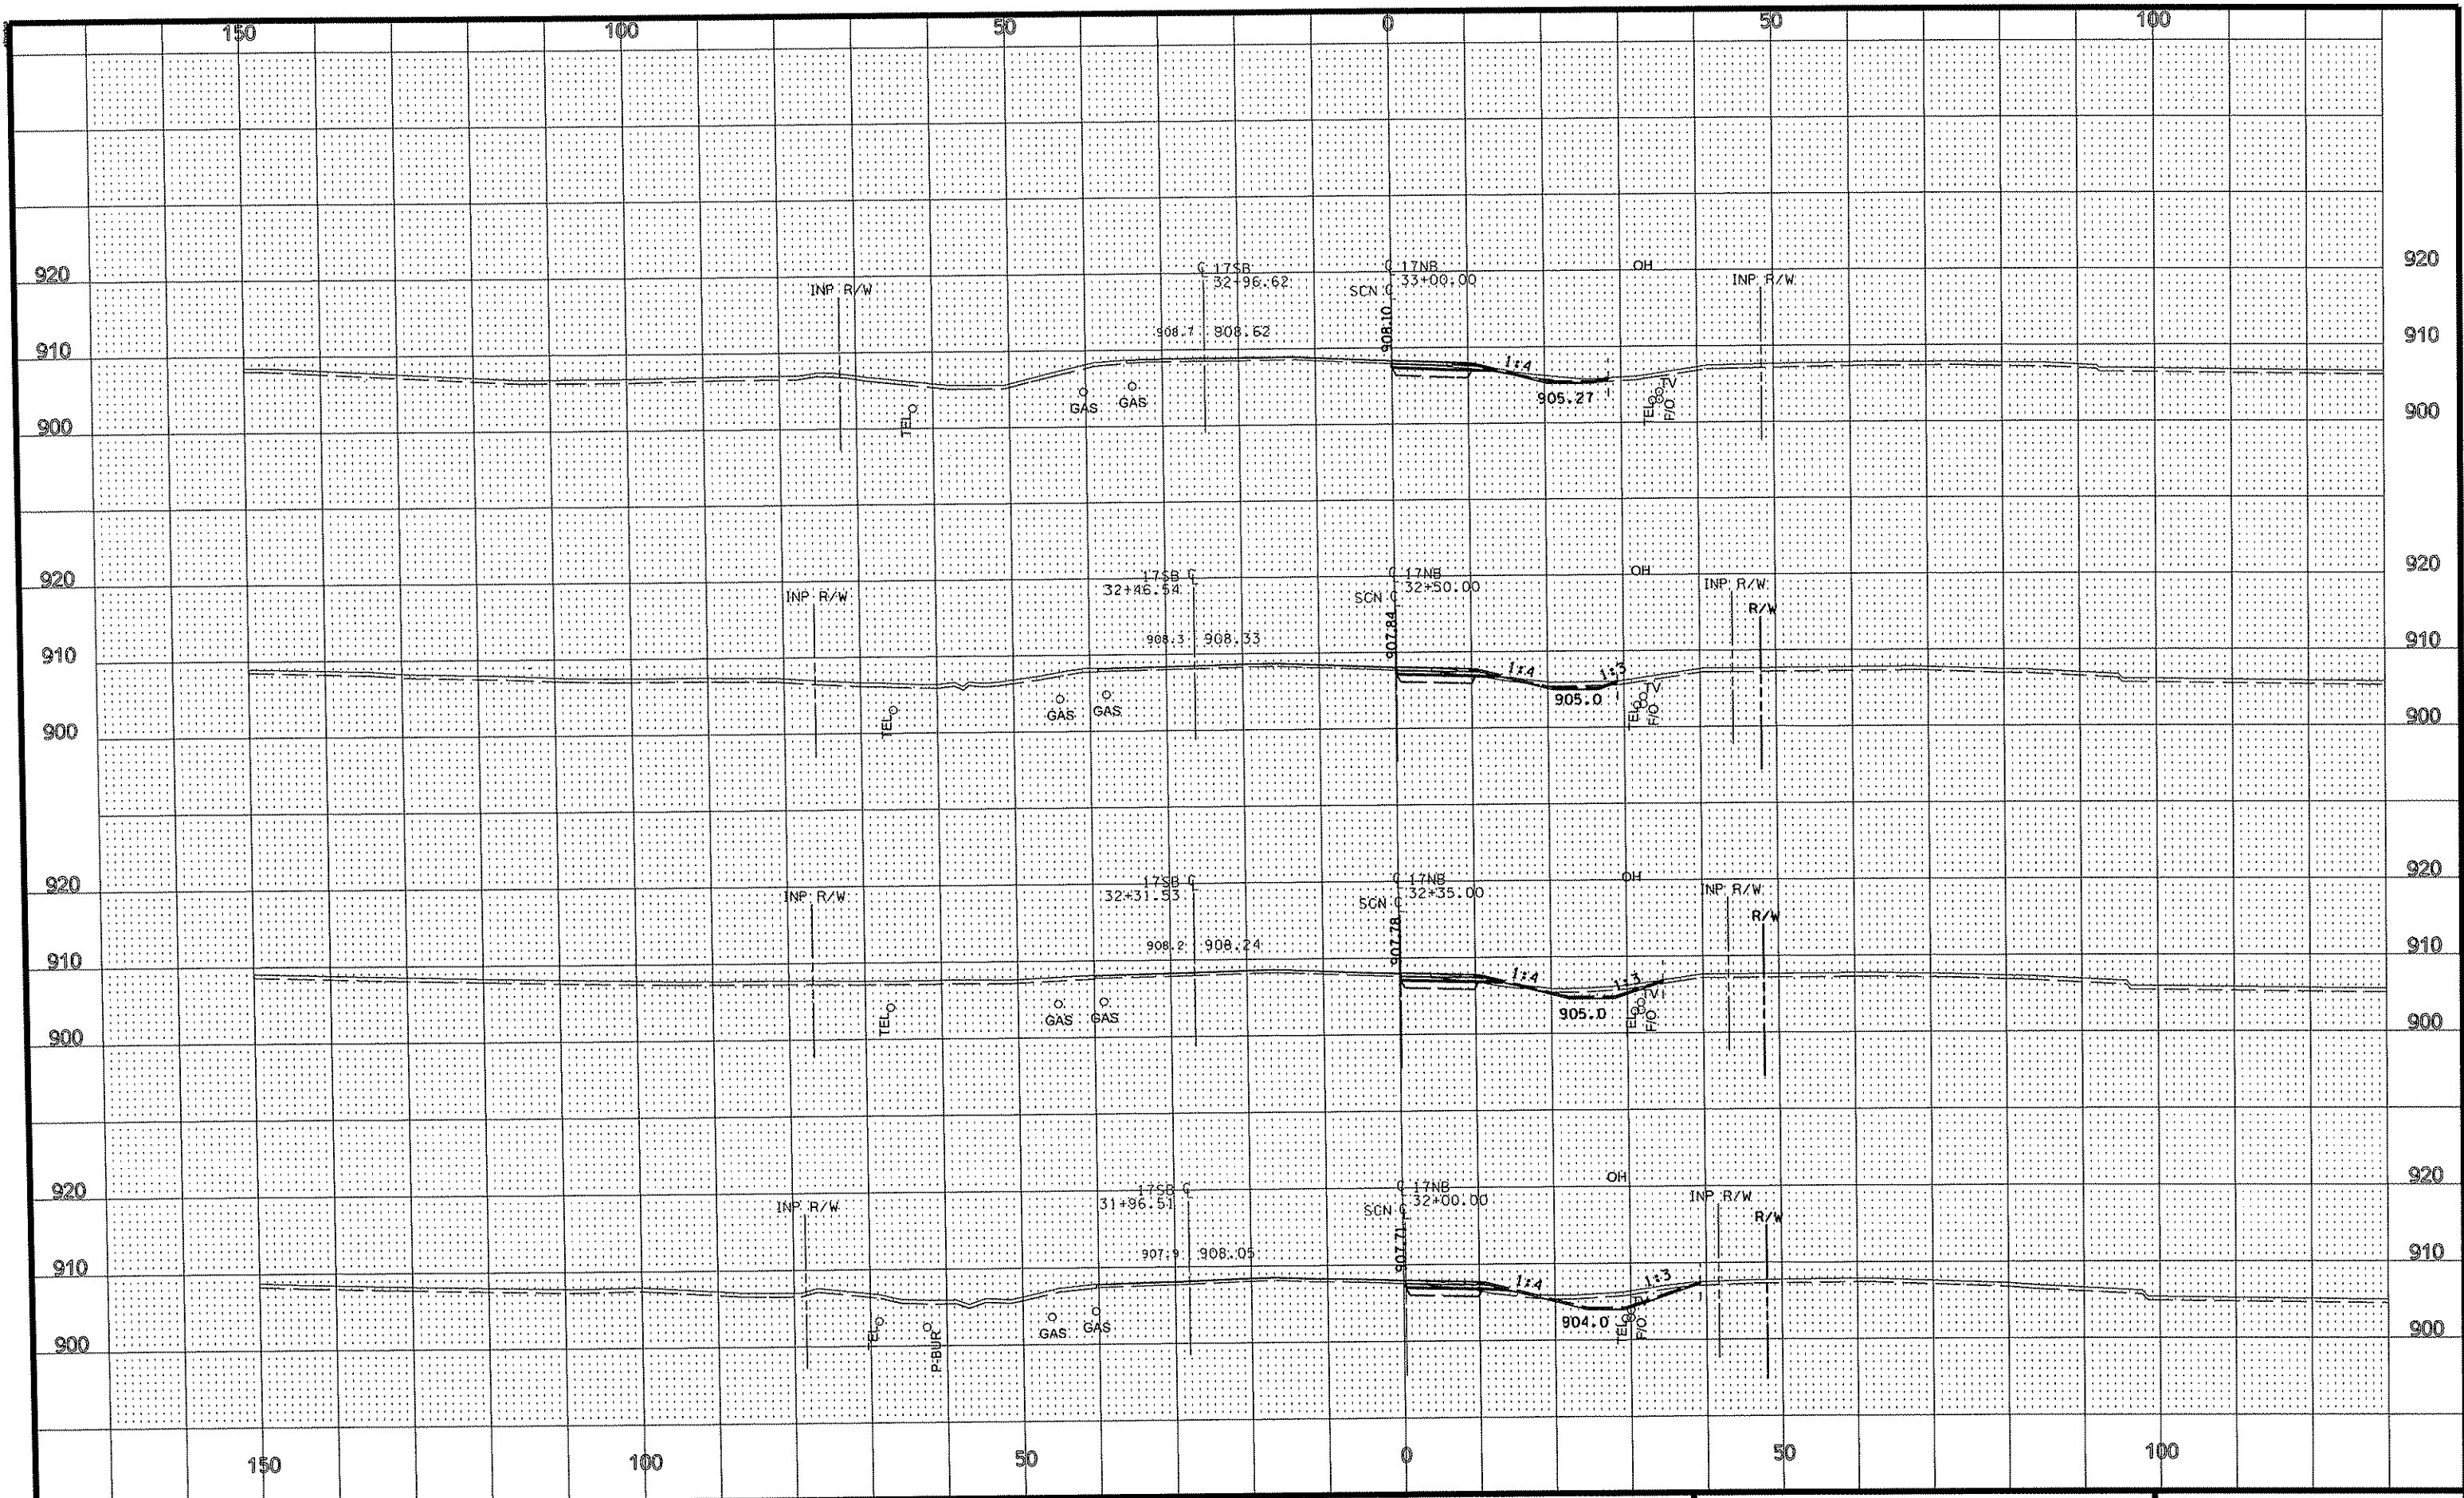 150 100 50 0 50 100
920 ℄ 17SB ℄ 17NB OH 920
INP R/W 32+96.62 SCN ℄ 33+00.00 INP R/W
908.10
910 908.7 908.62 910
1:4
TEL GAS GAS 905.27 TEL TV F/O
900 900
920 17SB ℄ ℄ 17NB OH 920
INP R/W 32+46.54 SCN ℄ 32+50.00 INP R/W
R/W
907.84
910 908.3 908.33 910
1:4 1:3
TEL GAS GAS 905.0 TEL TV F/O
900 900
920 17SB ℄ ℄ 17NB OH 920
INP R/W 32+31.53 SCN ℄ 32+35.00 INP R/W
R/W
907.78
910 908.2 908.24 910
1:4 1:3
TEL GAS GAS 905.0 TEL TV F/O
900 900
920 17SB ℄ ℄ 17NB OH 920
INP R/W 31+96.51 SCN ℄ 32+00.00 INP R/W
R/W
907.71
910 907.9 908.05 910
1:4 1:3
TEL P-BUR GAS GAS 904.0 TEL TV F/O
900 900
150 100 50 0 50 100